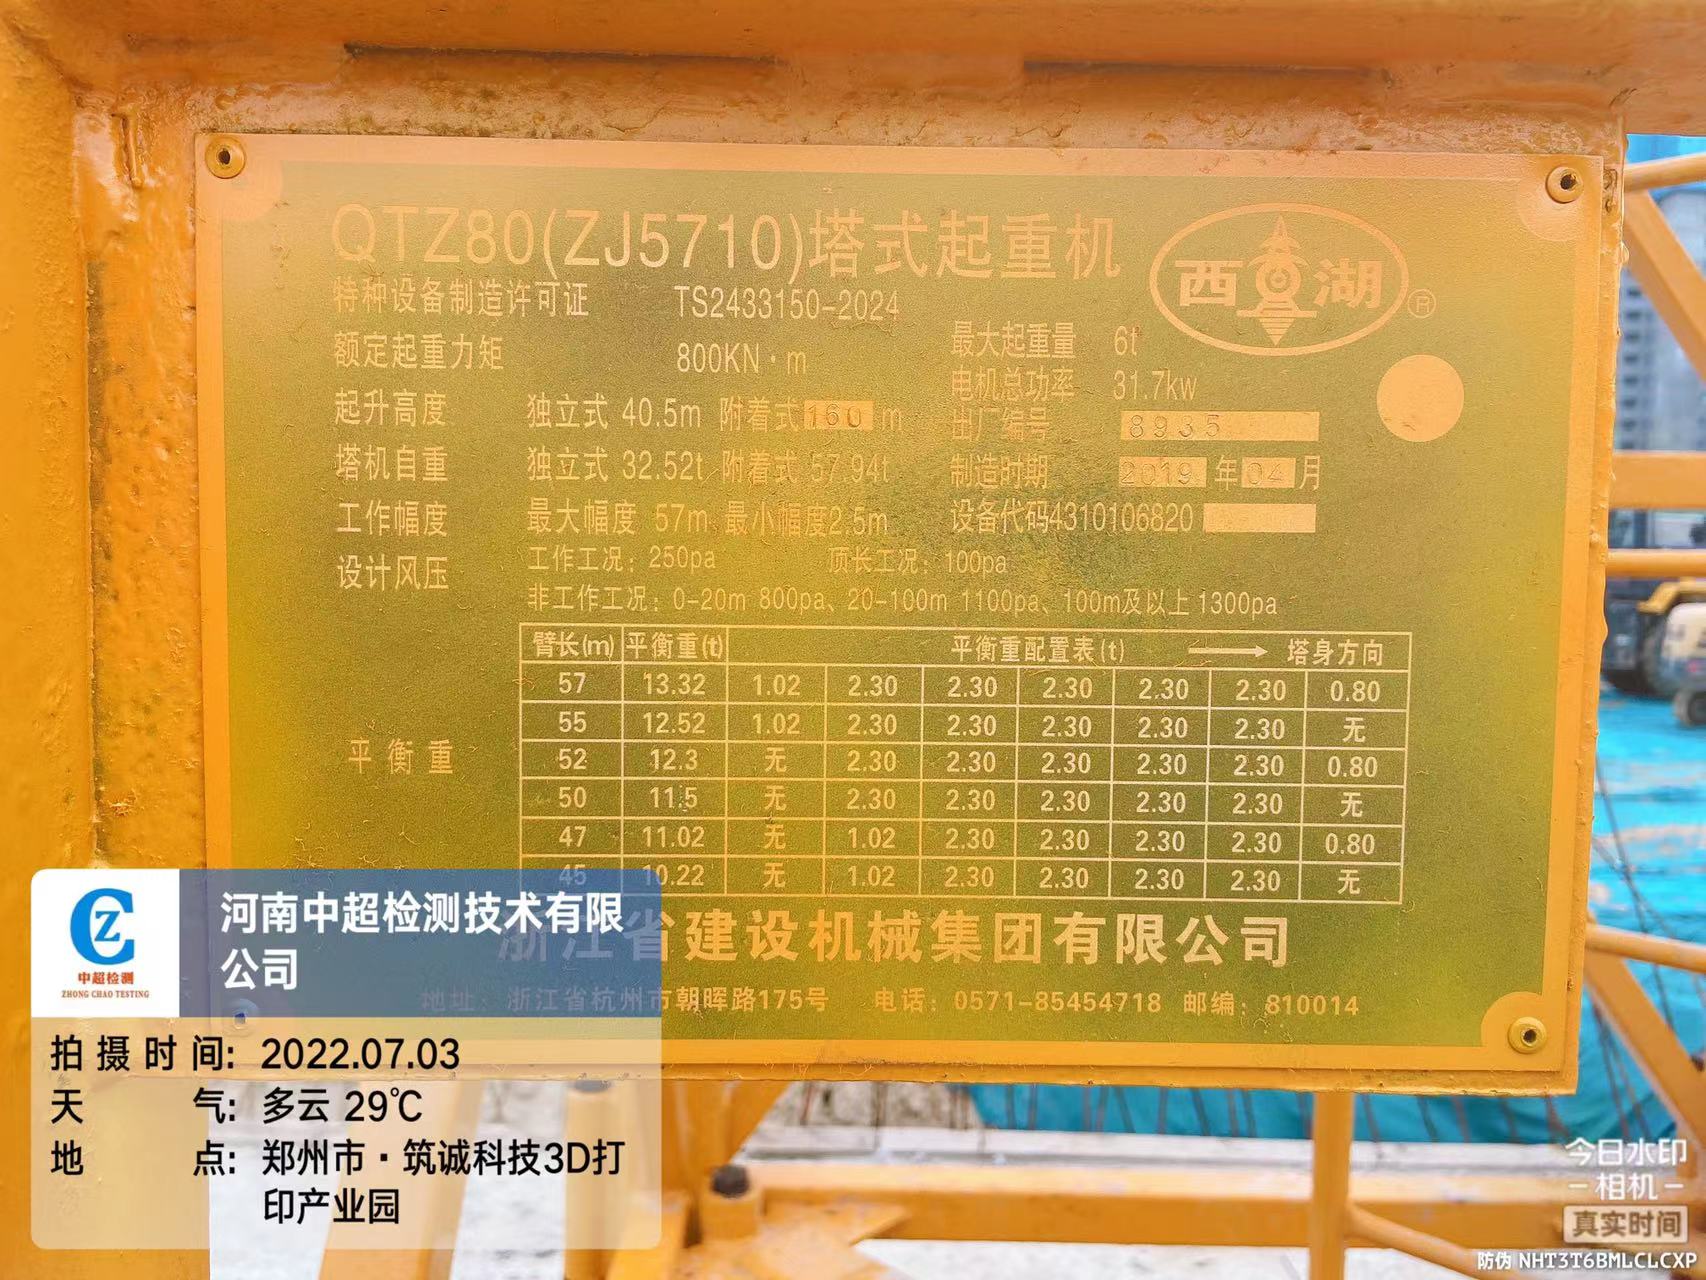 QTZ80(ZJ5710)塔式起重机
西湖®
特种设备制造许可证 TS2433150-2024
额定起重力矩 800KN·m
最大起重量 6t
电机总功率 31.7kw
起升高度 独立式 40.5m 附着式160m
出厂编号 8935
塔机自重 独立式 32.52t 附着式 57.94t
制造时期 2019年04月
工作幅度 最大幅度 57m 最小幅度2.5m
设备代码4310106820
设计风压 工作工况: 250pa 顶长工况: 100pa
非工作工况: 0-20m 800pa、20-100m 1100pa、100m及以上1300pa
平衡重
臂长(m) 平衡重(t) 平衡重配置表(t) → 塔身方向
57 13.32 1.02 2.30 2.30 2.30 2.30 2.30 0.80
55 12.52 1.02 2.30 2.30 2.30 2.30 2.30 无
52 12.3 无 2.30 2.30 2.30 2.30 2.30 0.80
50 11.5 无 2.30 2.30 2.30 2.30 2.30 无
47 11.02 无 1.02 2.30 2.30 2.30 2.30 0.80
45 10.22 无 1.02 2.30 2.30 2.30 2.30 无
浙江省建设机械集团有限公司
地址: 浙江省杭州市朝晖路175号 电话: 0571-85454718 邮编: 810014
CZ
中超检测
ZHONG CHAO TESTING
河南中超检测技术有限
公司
拍摄时间: 2022.07.03
天气: 多云 29℃
地点: 郑州市·筑诚科技3D打
印产业园
今日水印
-相机-
真实时间
防伪 NHT3T6BMLCLCXP